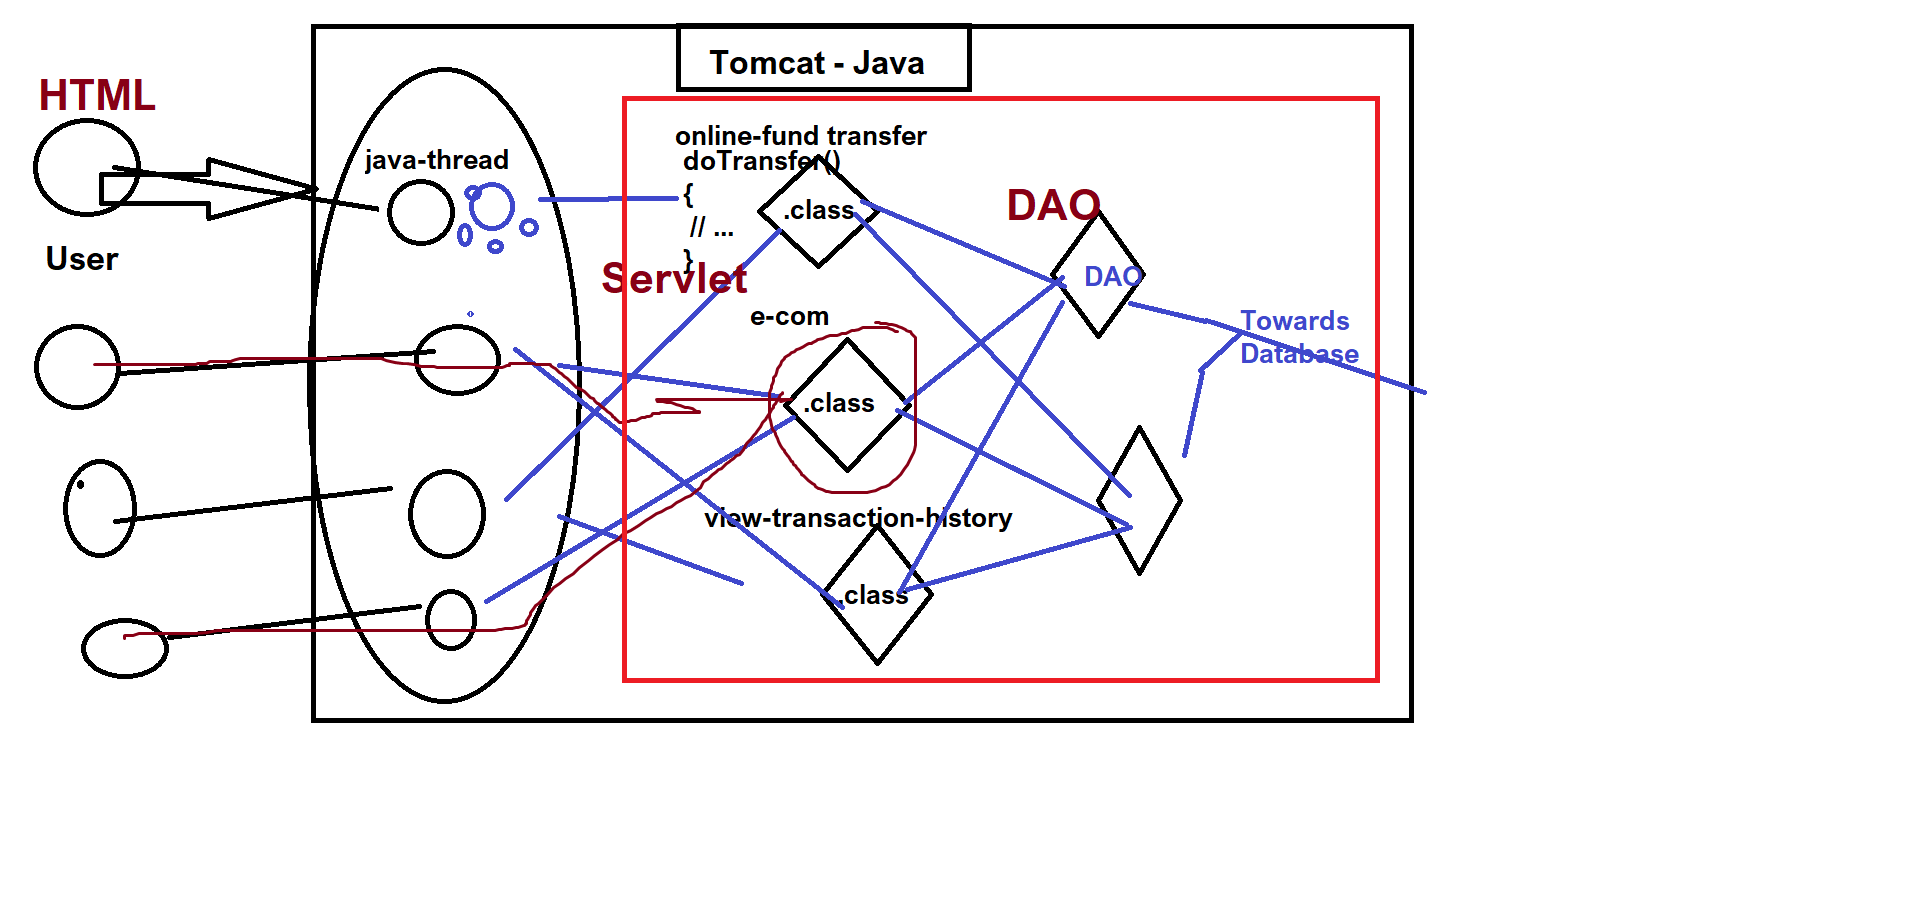 Tomcat - Java
HTML
online-fund transfer
java-thread
doTransfer()
{
.class
// ...
}
DAO
User
Servlet
DAO
e-com
Towards
Database
.class
view-transaction-history
.class